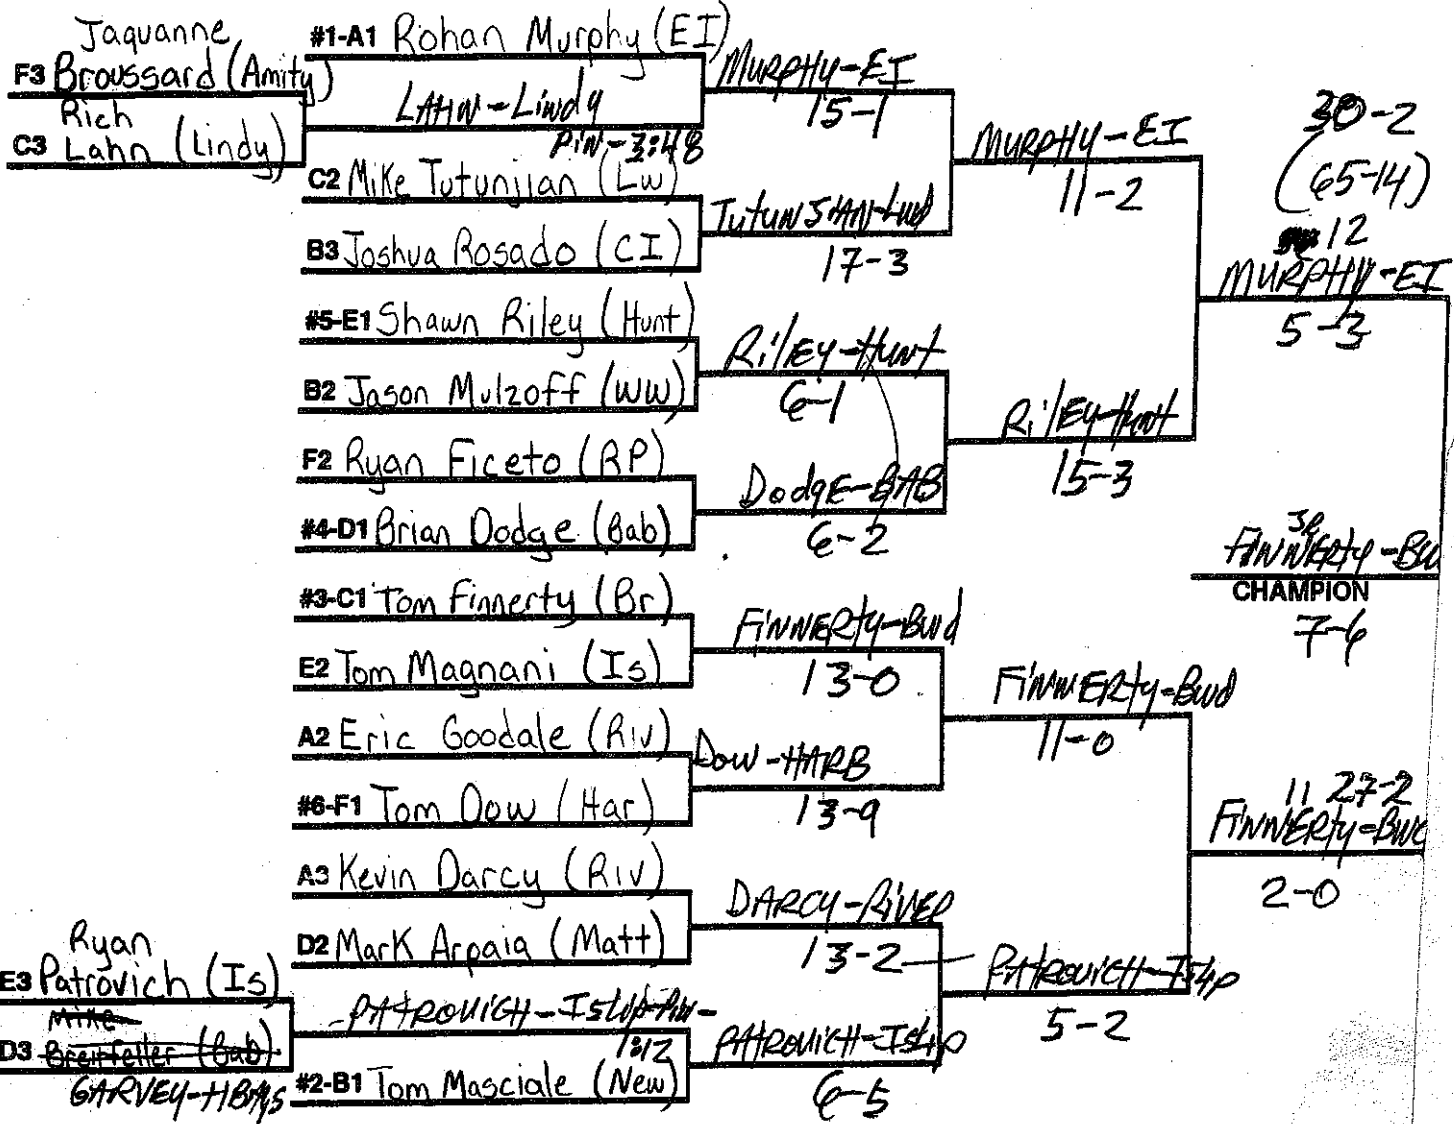 Jaquanne
F3 Broussard (Amity)
Rich
C3 Lahn (Lindy)
#1-A1 Rohan Murphy (EI)
LAHN-Lindy
PIN-3:48
C2 Mike Tutunjian (Lw)
B3 Joshua Rosado (CI)
#5-E1 Shawn Riley (Hunt)
B2 Jason Mulzoff (WW)
F2 Ryan Ficeto (RP)
#4-D1 Brian Dodge (Bab)
#3-C1 Tom Finnerty (Br)
E2 Tom Magnani (Is)
A2 Eric Goodale (Riv)
#6-F1 Tom Dow (Har)
A3 Kevin Darcy (Riv)
D2 Mark Arpaia (Matt)
Ryan
E3 Patrovich (Is)
Mike
D3 Breitfeller (Bab)
GARVEY-HBAYS
PATROVICH-ISLIP-PIN-
1:12
#2-B1 Tom Masciale (New)
MURPHY-EI
15-1
TUTUNJIAN-Lwd
17-3
RilEY-Hunt
6-1
DodgE-BAB
6-2
FiNNERty-Bwd
13-0
Dow-HARB
13-9
DARCY-RIVER
13-2
PATROVICH-ISLIP
6-5
MURPHY-EI
11-2
RilEY-Hunt
15-3
FiNNERty-Bwd
11-0
PATROVICH-ISLIP
5-2
30-2
(65-14)
12
MURPHY-EI
5-3
11 27-2
FINNERty-Bwd
2-0
FINNERty-Bw
CHAMPION
7-6